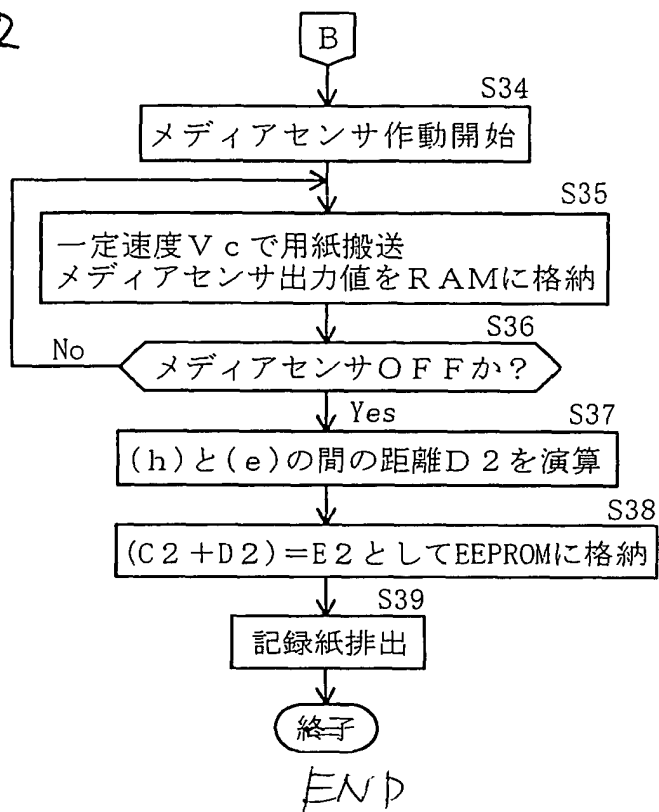 2
B
S34
メディアセンサ作動開始
S35
一定速度Ｖｃで用紙搬送
メディアセンサ出力値をＲＡＭに格納
S36
No
メディアセンサＯＦＦか？
Yes
S37
(h)と(e)の間の距離Ｄ２を演算
S38
(Ｃ２＋Ｄ２)＝Ｅ２としてEEPROMに格納
S39
記録紙排出
終子
END